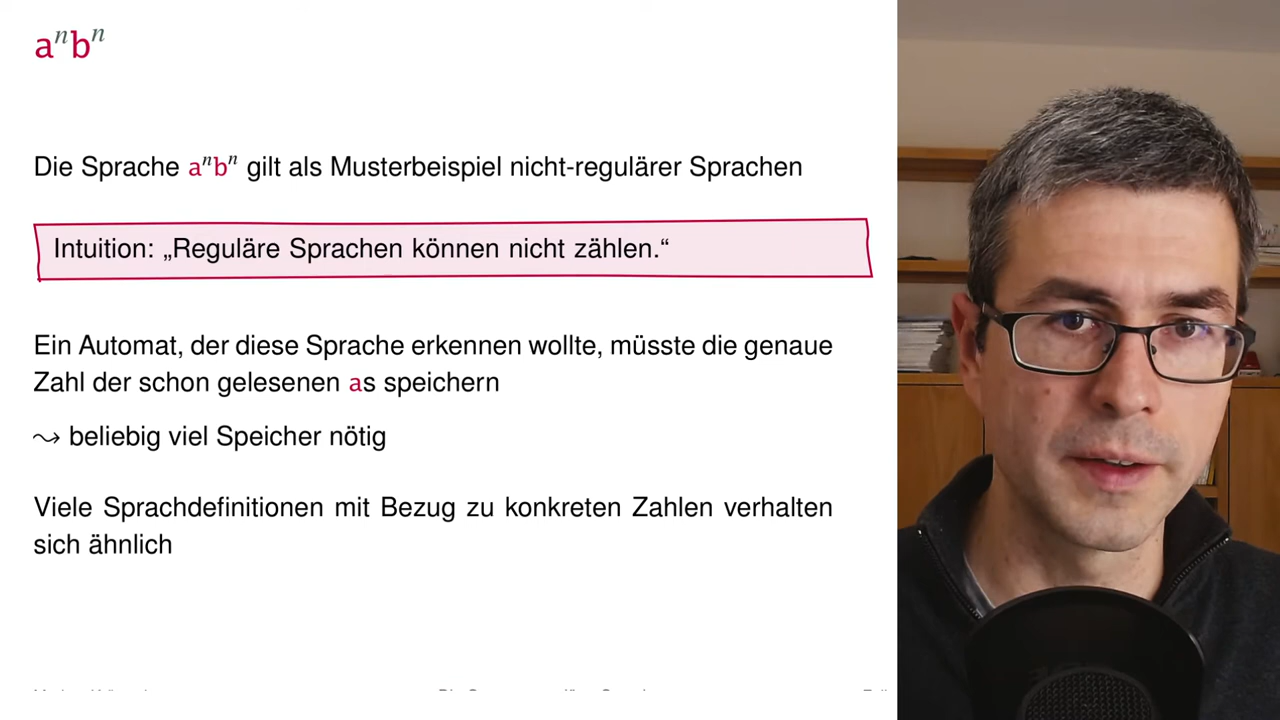 aⁿbⁿ
Die Sprache aⁿbⁿ gilt als Musterbeispiel nicht-regulärer Sprachen
Intuition: „Reguläre Sprachen können nicht zählen.“
Ein Automat, der diese Sprache erkennen wollte, müsste die genaue
Zahl der schon gelesenen as speichern
⤳ beliebig viel Speicher nötig
Viele Sprachdefinitionen mit Bezug zu konkreten Zahlen verhalten
sich ähnlich